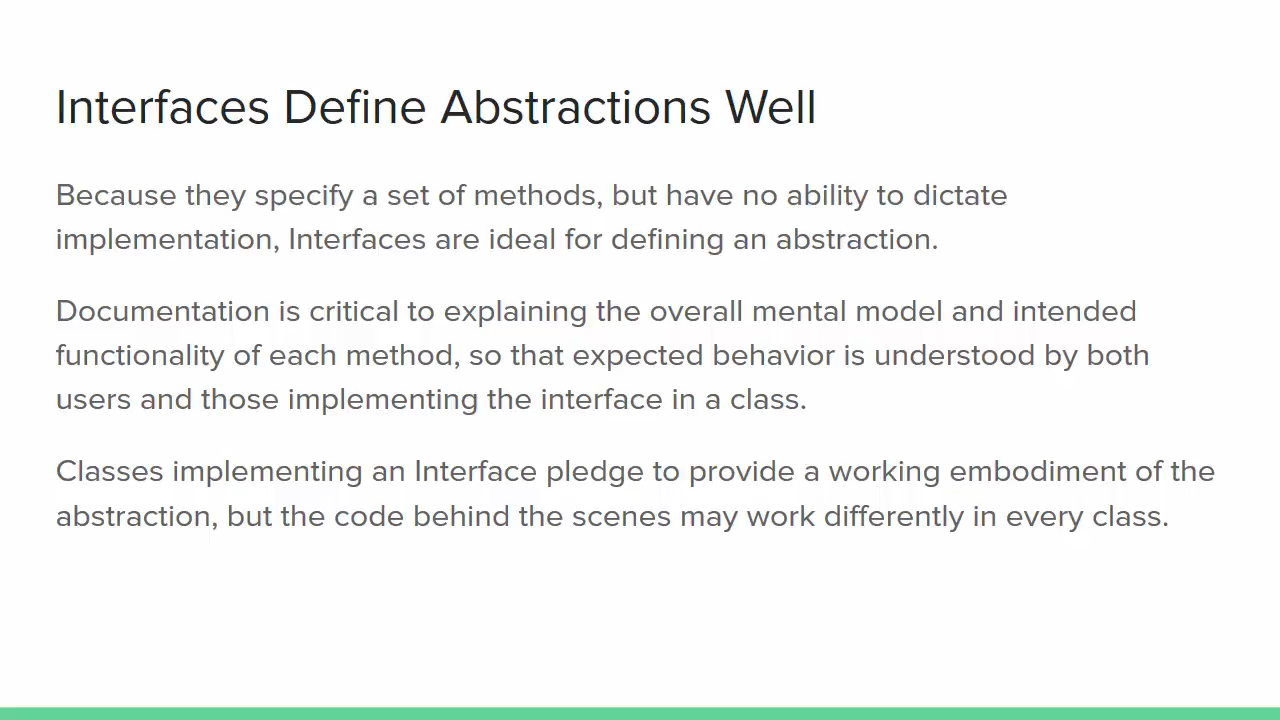 Interfaces Define Abstractions Well
Because they specify a set of methods, but have no ability to dictate
implementation, Interfaces are ideal for defining an abstraction.
Documentation is critical to explaining the overall mental model and intended
functionality of each method, so that expected behavior is understood by both
users and those implementing the interface in a class.
Classes implementing an Interface pledge to provide a working embodiment of the
abstraction, but the code behind the scenes may work differently in every class.